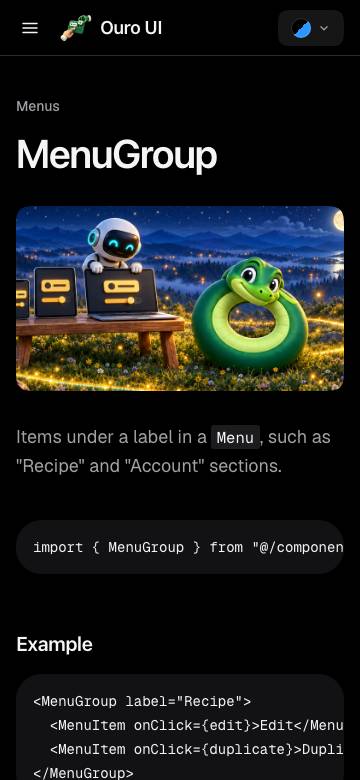 Ouro UI
Menus
MenuGroup
Items under a label in a Menu, such as
"Recipe" and "Account" sections.
import { MenuGroup } from "@/componen
Example
<MenuGroup label="Recipe">
<MenuItem onClick={edit}>Edit</Menu
<MenuItem onClick={duplicate}>Dupli
</MenuGroup>